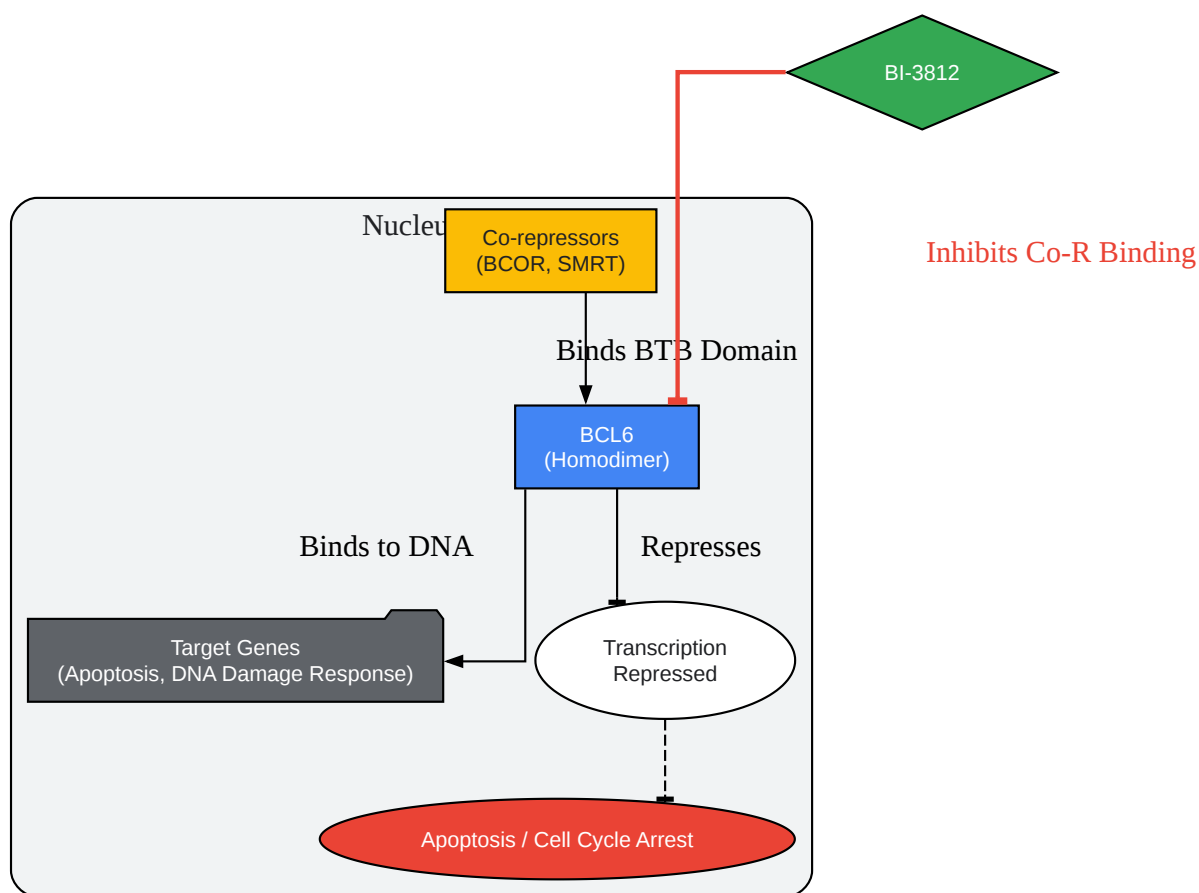 BI-3812
Nucleu
Co-repressors
(BCOR, SMRT)
Inhibits Co-R Binding
Binds BTB Domain
BCL6
(Homodimer)
Binds to DNA
Represses
Target Genes
(Apoptosis, DNA Damage Response)
Transcription
Repressed
Apoptosis / Cell Cycle Arrest